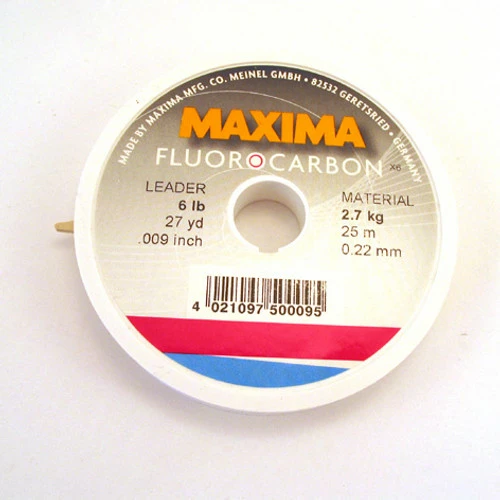 MADE BY MAXIMA MFG. CO. MEINEL GMBH • 82532 GERETSRIED • GERMANY
MAXIMA
FLUOROCARBON X6
LEADER
6 lb
27 yd
.009 inch
MATERIAL
2.7 kg
25 m
0.22 mm
4 021097 500095